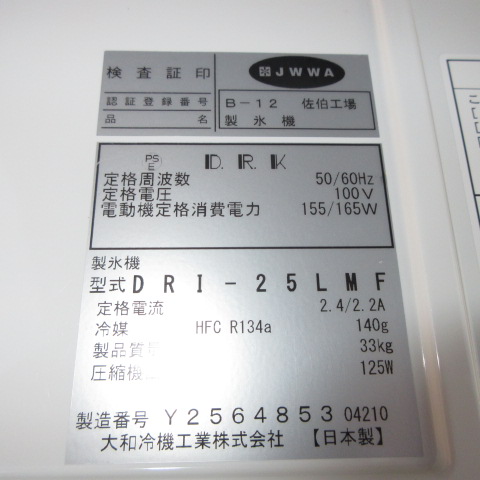 検査証印 JWWA
認証登録番号 B-12 佐伯工場
品名 製氷機
PS E D.R.K
定格周波数 50/60Hz
定格電圧 100V
電動機定格消費電力 155/165W
製氷機
型式 DRI-25LMF
定格電流 2.4/2.2A
冷媒 HFC R134a 140g
製品質量 33kg
圧縮機 125W
製造番号 Y2564853 04210
大和冷機工業株式会社 【日本製】